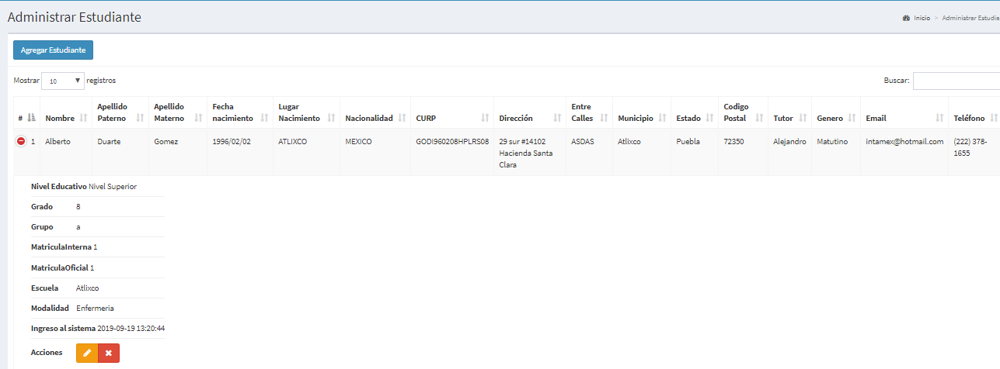 Administrar Estudiante
Inicio > Administrar Estudia
Agregar Estudiante
Mostrar 10 registros
Buscar:
# Nombre Apellido Paterno Apellido Materno Fecha nacimiento Lugar Nacimiento Nacionalidad CURP Dirección Entre Calles Municipio Estado Codigo Postal Tutor Genero Email Teléfono
1 Alberto Duarte Gomez 1996/02/02 ATLIXCO MEXICO GODI960208HPLRS08 29 sur #14102 Hacienda Santa Clara ASDAS Atlixco Puebla 72350 Alejandro Matutino intamex@hotmail.com (222) 378-1655
Nivel Educativo Nivel Superior
Grado 8
Grupo a
MatriculaInterna 1
MatriculaOficial 1
Escuela Atlixco
Modalidad Enfermería
Ingreso al sistema 2019-09-19 13:20:44
Acciones